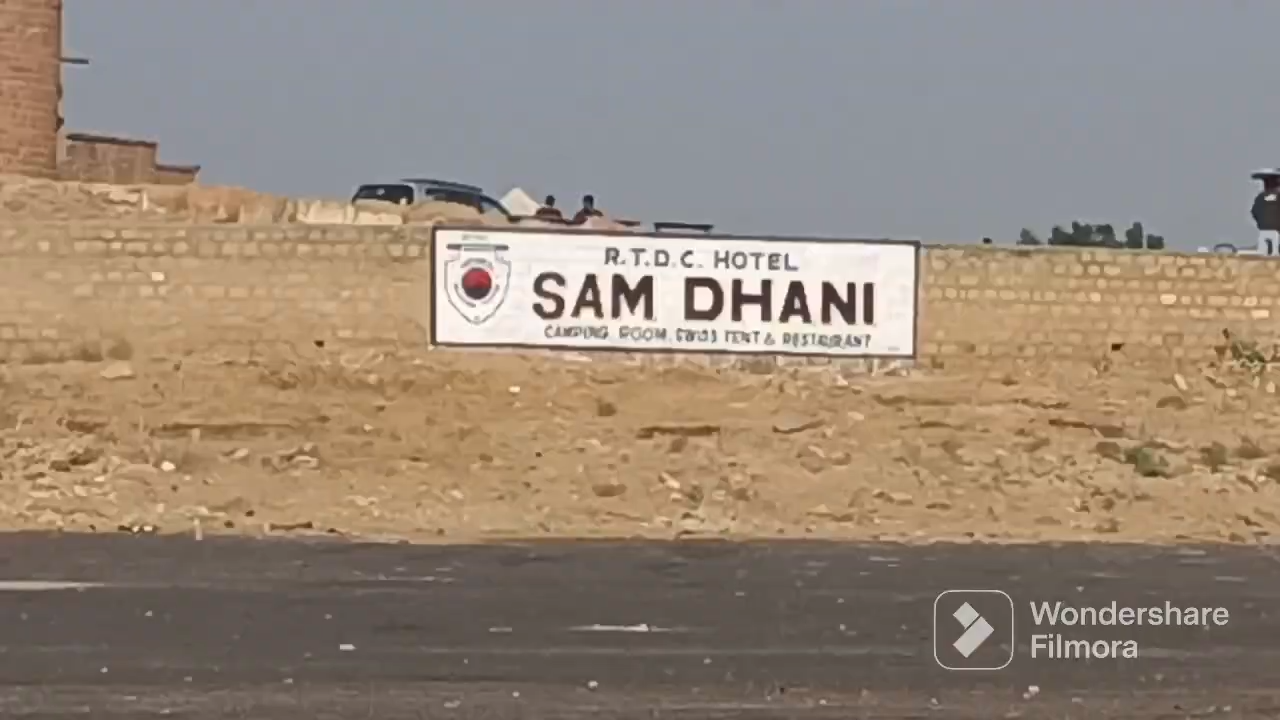 R.T.D.C. HOTEL
SAM DHANI
CAMPING, ROOM, SWISS TENT & RESTAURANT
Wondershare
Filmora